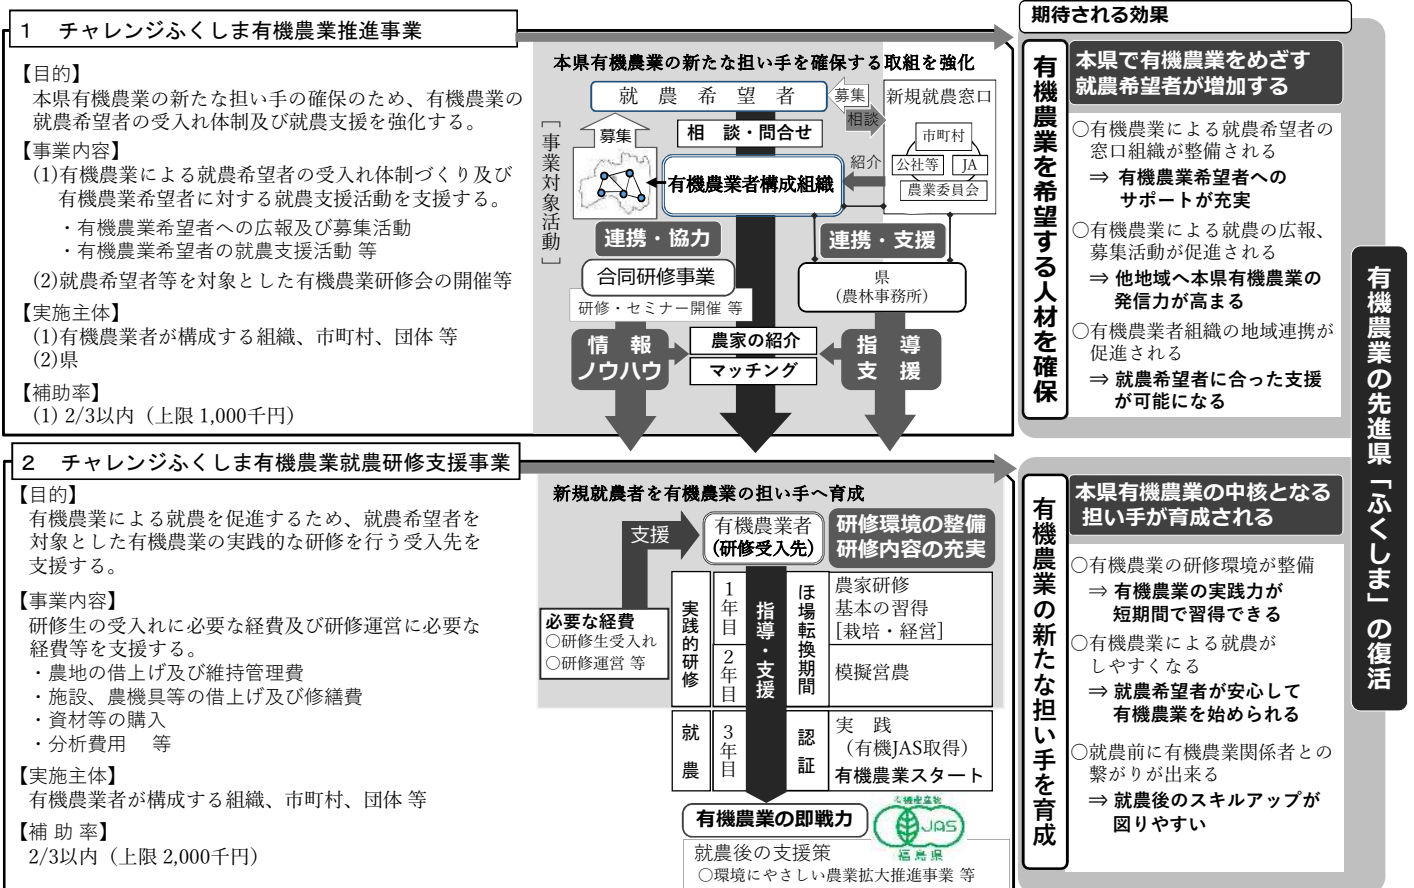 1 チャレンジふくしま有機農業推進事業
【目的】
本県有機農業の新たな担い手の確保のため、有機農業の
就農希望者の受入れ体制及び就農支援を強化する。
【事業内容】
(1)有機農業による就農希望者の受入れ体制づくり及び
有機農業希望者に対する就農支援活動を支援する。
・有機農業希望者への広報及び募集活動
・有機農業希望者の就農支援活動 等
(2)就農希望者等を対象とした有機農業研修会の開催等
【実施主体】
(1)有機農業者が構成する組織、市町村、団体 等
(2)県
【補助率】
(1) 2/3以内(上限 1,000千円)
本県有機農業の新たな担い手を確保する取組を強化
[事業対象活動]
就 農 希 望 者
募集
相談
新規就農窓口
募集
相 談・問合せ
市町村
公社等
JA
農業委員会
紹介
有機農業者構成組織
連携・協力
連携・支援
合同研修事業
研修・セミナー開催 等
県
(農林事務所)
情 報
ノウハウ
農家の紹介
マッチング
指 導
支 援
期待される効果
有機農業を希望する人材を確保
本県で有機農業をめざす
就農希望者が増加する
○有機農業による就農希望者の
窓口組織が整備される
⇒ 有機農業希望者への
サポートが充実
○有機農業による就農の広報、
募集活動が促進される
⇒ 他地域へ本県有機農業の
発信力が高まる
○有機農業者組織の地域連携が
促進される
⇒ 就農希望者に合った支援
が可能になる
2 チャレンジふくしま有機農業就農研修支援事業
【目的】
有機農業による就農を促進するため、就農希望者を
対象とした有機農業の実践的な研修を行う受入先を
支援する。
【事業内容】
研修生の受入れに必要な経費及び研修運営に必要な
経費等を支援する。
・農地の借上げ及び維持管理費
・施設、農機具等の借上げ及び修繕費
・資材等の購入
・分析費用 等
【実施主体】
有機農業者が構成する組織、市町村、団体 等
【補 助 率】
2/3以内(上限 2,000千円)
新規就農者を有機農業の担い手へ育成
支援
有機農業者
(研修受入先)
研修環境の整備
研修内容の充実
必要な経費
○研修生受入れ
○研修運営 等
実践的研修
1年目
2年目
指導・支援
ほ場転換期間
農家研修
基本の習得
[栽培・経営]
模擬営農
就農
3年目
認証
実 践
(有機JAS取得)
有機農業スタート
有機農業の即戦力
有機農産物
JAS
福島県
就農後の支援策
○環境にやさしい農業拡大推進事業 等
有機農業の新たな担い手を育成
本県有機農業の中核となる
担い手が育成される
○有機農業の研修環境が整備
⇒ 有機農業の実践力が
短期間で習得できる
○有機農業による就農が
しやすくなる
⇒ 就農希望者が安心して
有機農業を始められる
○就農前に有機農業関係者との
繋がりが出来る
⇒ 就農後のスキルアップが
図りやすい
有機農業の先進県「ふくしま」の復活